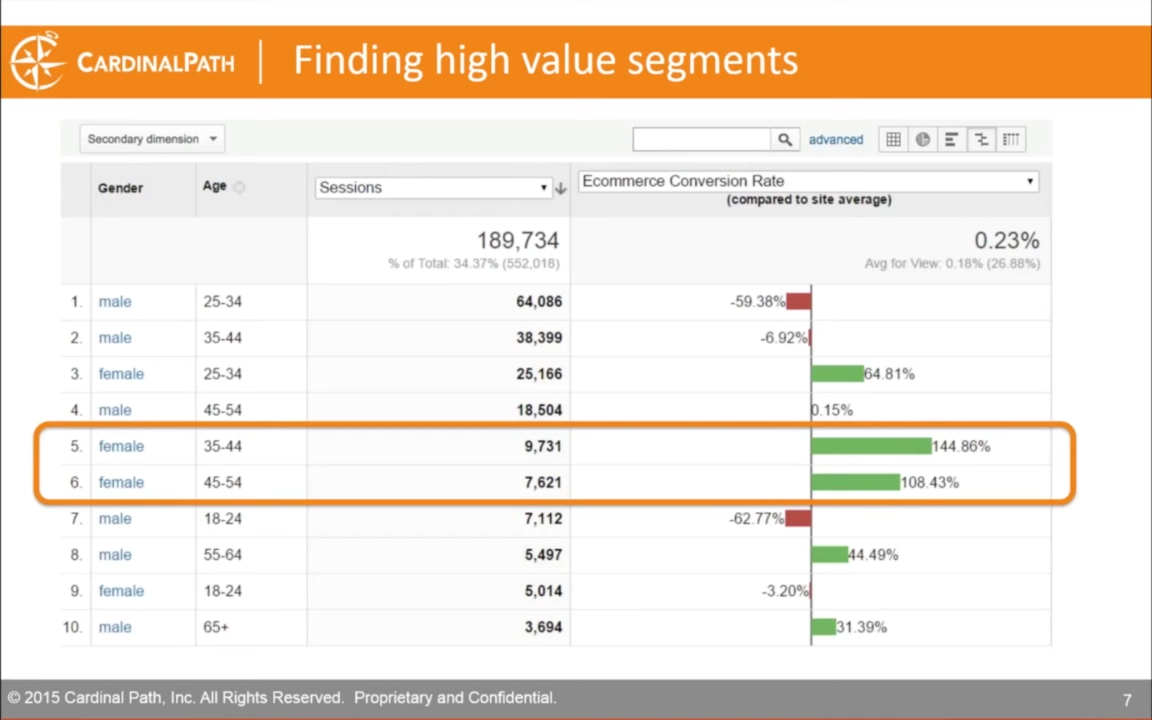 CARDINALPATH
Finding high value segments
Secondary dimension
advanced
Gender Age Sessions Ecommerce Conversion Rate
(compared to site average)
189,734 0.23%
% of Total: 34.37% (552,018) Avg for View: 0.18% (26.88%)
1. male 25-34 64,086 -59.38%
2. male 35-44 38,399 -6.92%
3. female 25-34 25,166 64.81%
4. male 45-54 18,504 0.15%
5. female 35-44 9,731 144.86%
6. female 45-54 7,621 108.43%
7. male 18-24 7,112 -62.77%
8. male 55-64 5,497 44.49%
9. female 18-24 5,014 -3.20%
10. male 65+ 3,694 31.39%
© 2015 Cardinal Path, Inc. All Rights Reserved. Proprietary and Confidential. 7